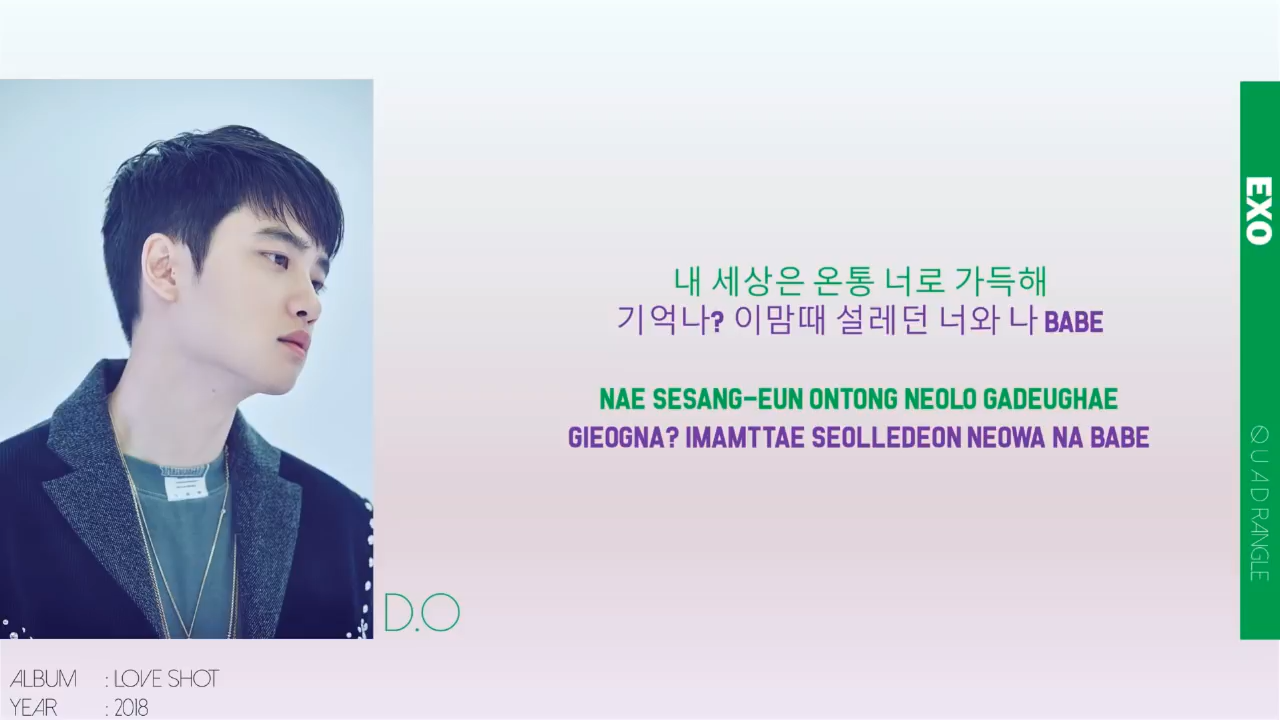 내 세상은 온통 너로 가득해
기억나? 이맘때 설레던 너와 나 BABE
NAE SESANG-EUN ONTONG NEOLO GADEUGHAE
GIEOGNA? IMAMTTAE SEOLLEDEON NEOWA NA BABE
D.O
ALBUM : LOVE SHOT
YEAR : 2018
EXO
QUADRANGLE